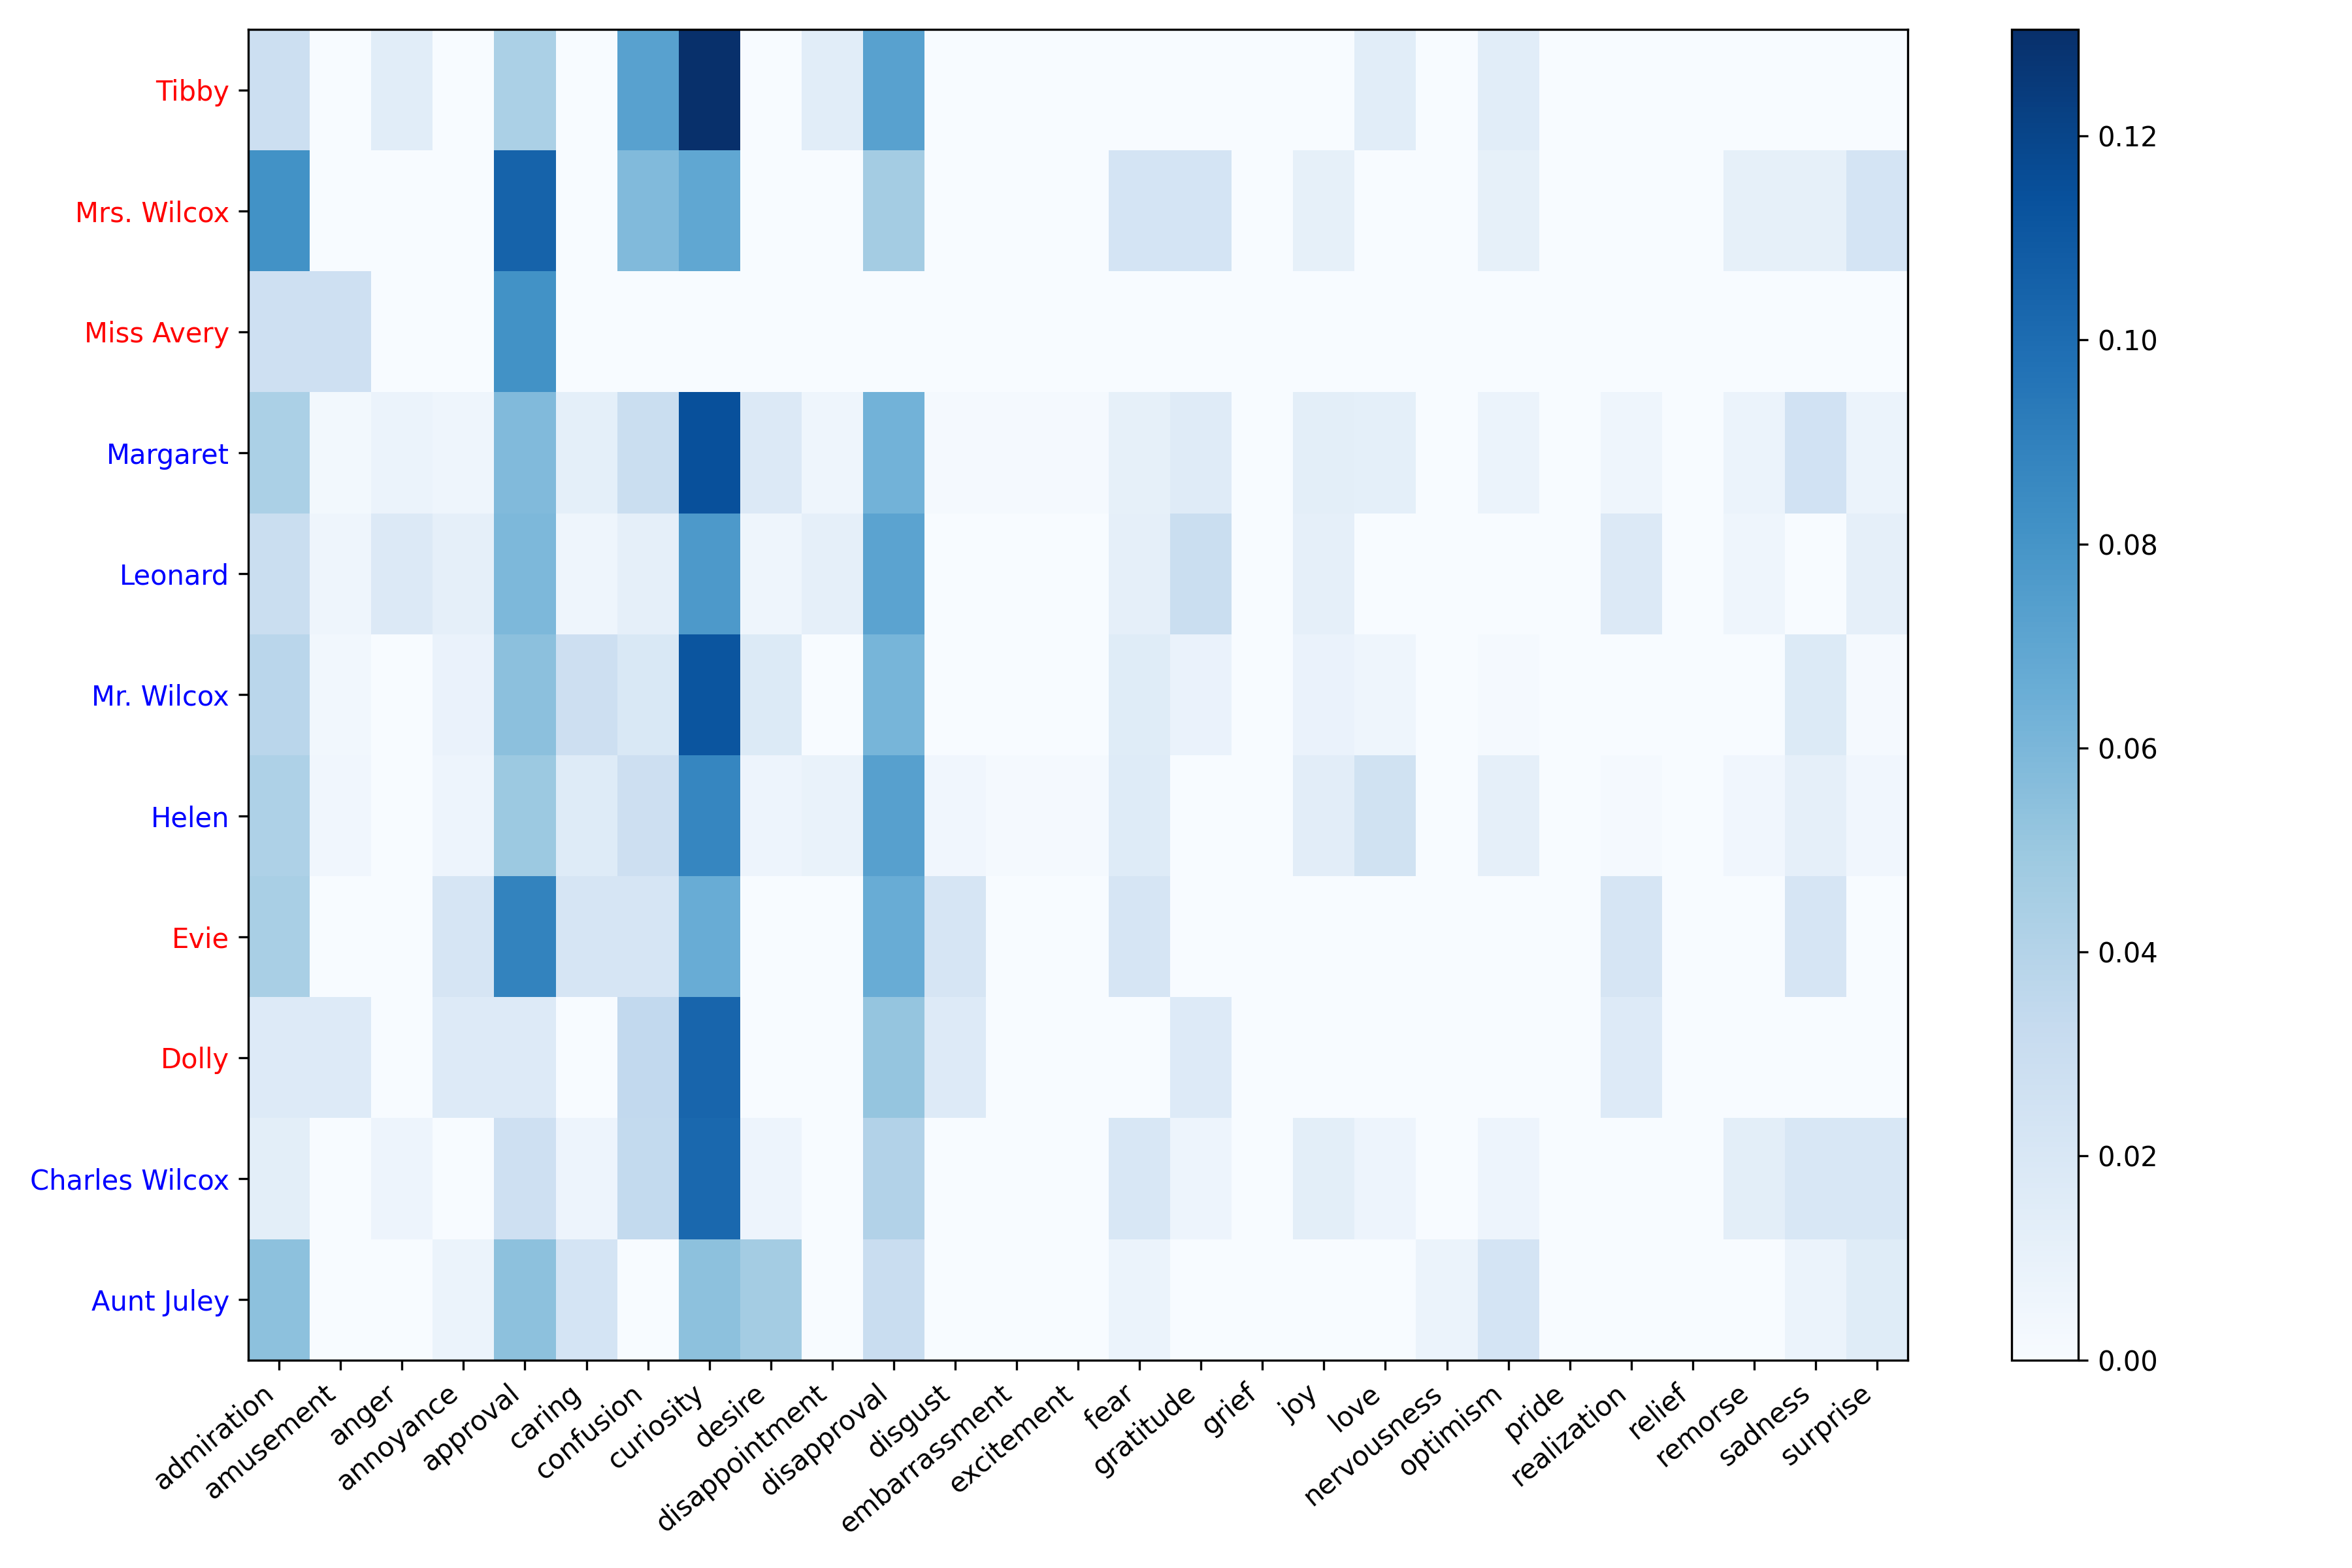 Tibby
Mrs. Wilcox
Miss Avery
Margaret
Leonard
Mr. Wilcox
Helen
Evie
Dolly
Charles Wilcox
Aunt Juley
admiration
amusement
anger
annoyance
approval
caring
confusion
curiosity
desire
disappointment
disapproval
disgust
embarrassment
excitement
fear
gratitude
grief
joy
love
nervousness
optimism
pride
realization
relief
remorse
sadness
surprise
0.12
0.10
0.08
0.06
0.04
0.02
0.00